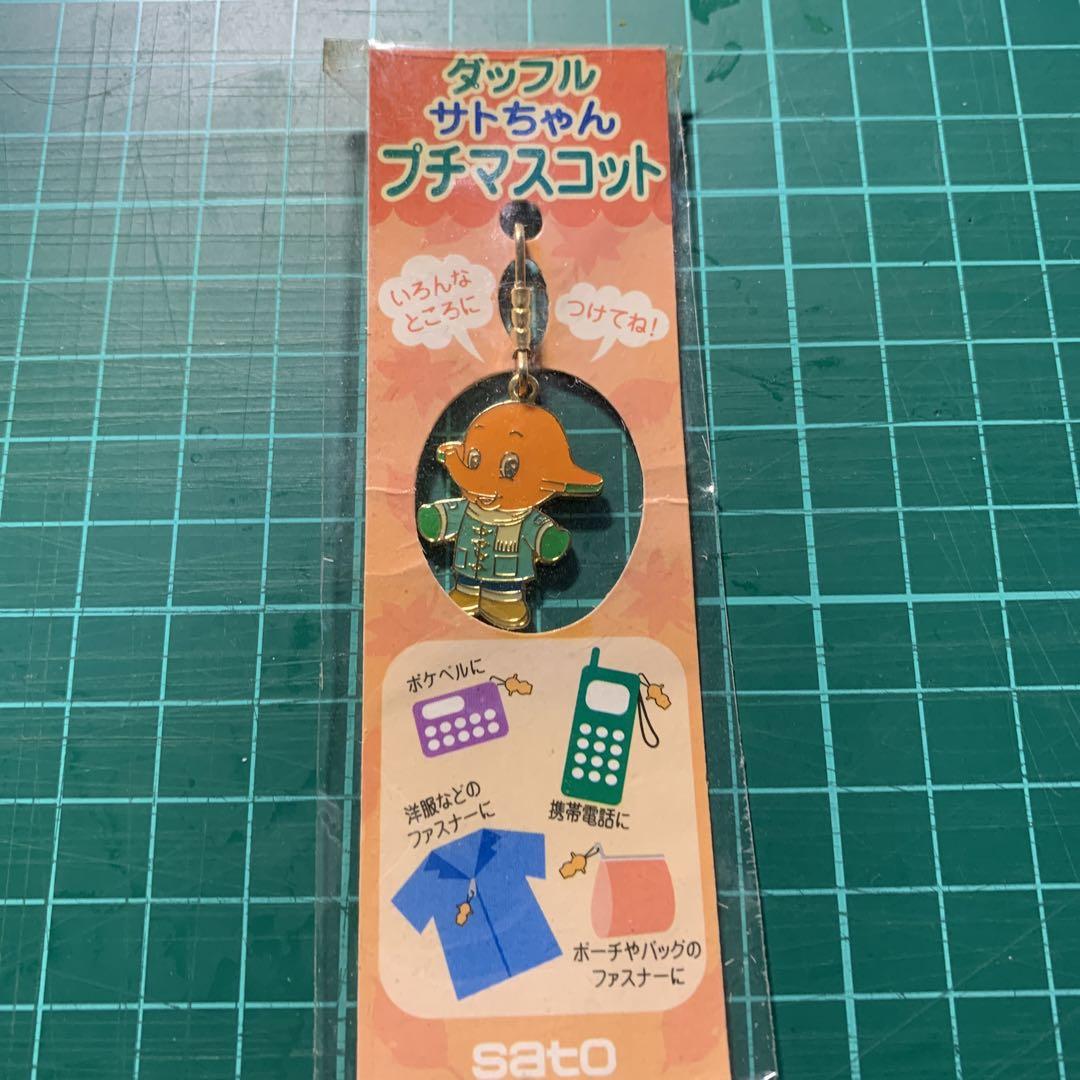 ダッフル
サトちゃん
プチマスコット
いろんな
ところに
つけてね!
ポケベルに
携帯電話に
洋服などの
ファスナーに
ポーチやバッグの
ファスナーに
sato